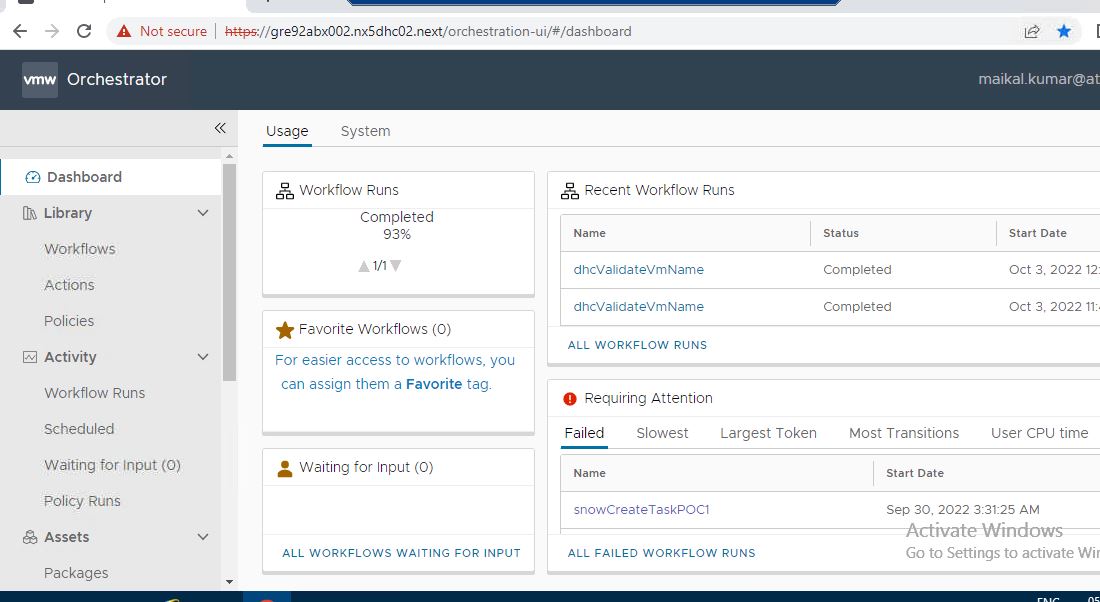 Not secure
https://gre92abx002.nx5dhc02.next/orchestration-ui/#/dashboard
vmw Orchestrator
maikal.kumar@at
Dashboard
Library
Workflows
Actions
Policies
Activity
Workflow Runs
Scheduled
Waiting for Input (0)
Policy Runs
Assets
Packages
Usage System
Workflow Runs
Completed
93%
1/1
Favorite Workflows (0)
For easier access to workflows, you
can assign them a Favorite tag.
Waiting for Input (0)
ALL WORKFLOWS WAITING FOR INPUT
Recent Workflow Runs
Name Status Start Date
dhcValidateVmName Completed Oct 3, 2022 12:
dhcValidateVmName Completed Oct 3, 2022 11:
ALL WORKFLOW RUNS
Requiring Attention
Failed Slowest Largest Token Most Transitions User CPU time
Name Start Date
snowCreateTaskPOC1 Sep 30, 2022 3:31:25 AM
ALL FAILED WORKFLOW RUNS
Activate Windows
Go to Settings to activate Wi